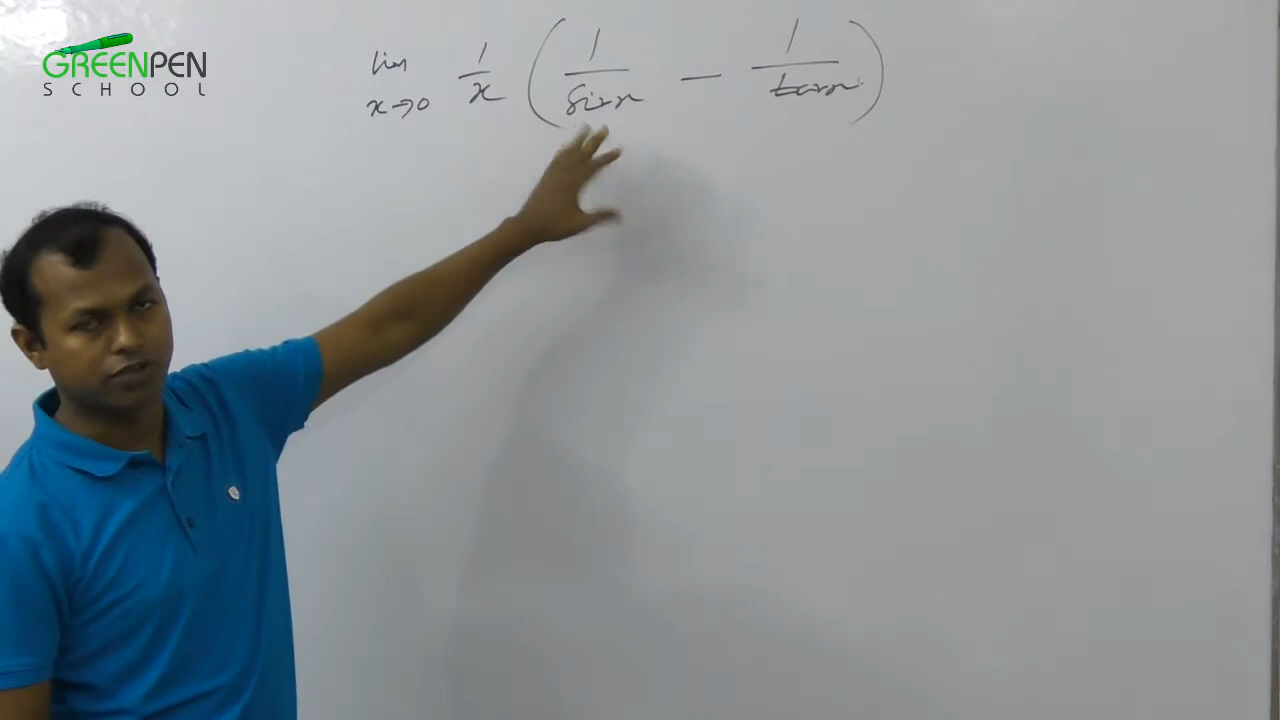 GREENPEN
SCHOOL
lim x→0 1/x (1/sinx − 1/tanx)